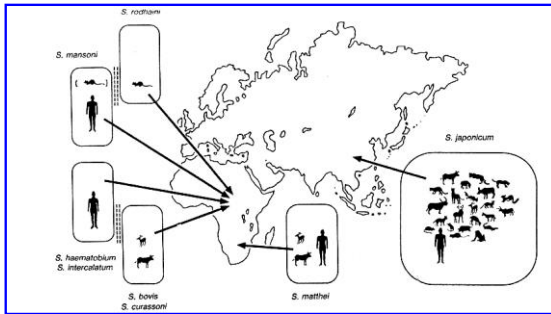 S. rodhaini
S. mansoni
S. japonicum
S. haematobium
S. intercalatum
S. bovis
S. curassoni
S. matthei